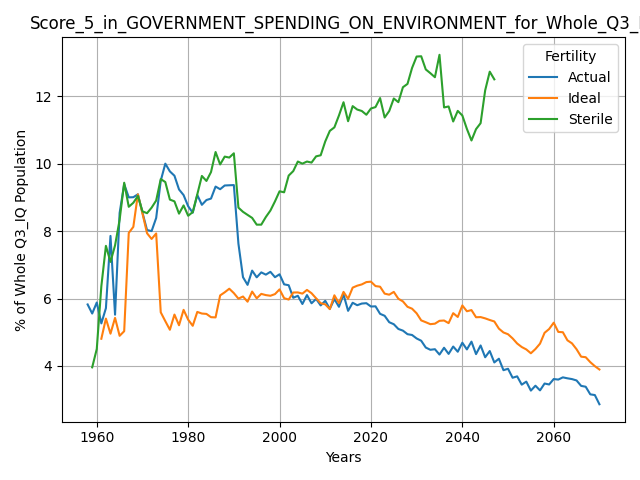 Score_5_in_GOVERNMENT_SPENDING_ON_ENVIRONMENT_for_Whole_Q3_
Fertility
Actual
Ideal
Sterile
% of Whole Q3_IQ Population
12
10
8
6
4
1960
1980
2000
2020
2040
2060
Years